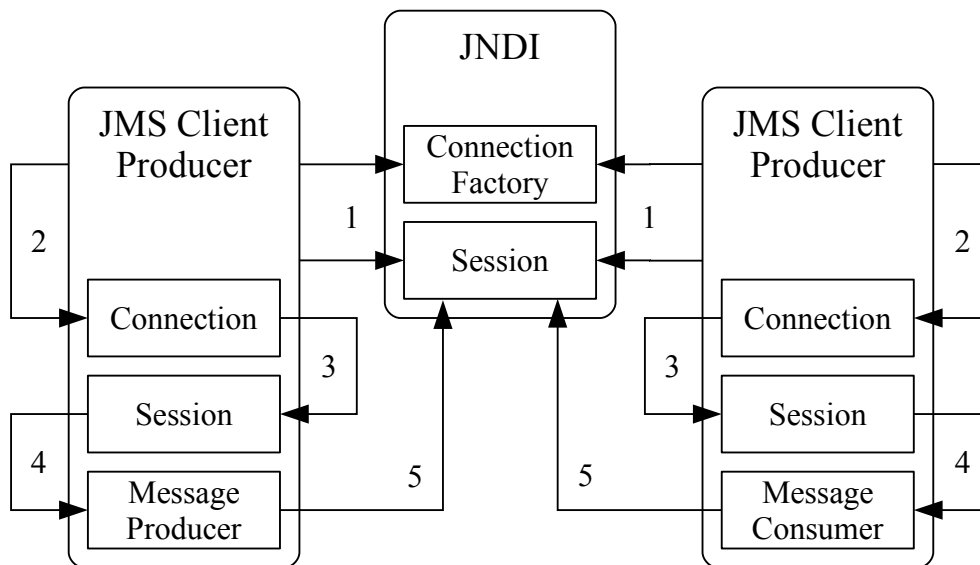 JNDI
JMS Client
Producer
JMS Client
Producer
Connection
Factory
1
1
2
2
Session
Connection
Connection
3
3
Session
Session
4
4
5
5
Message
Producer
Message
Consumer